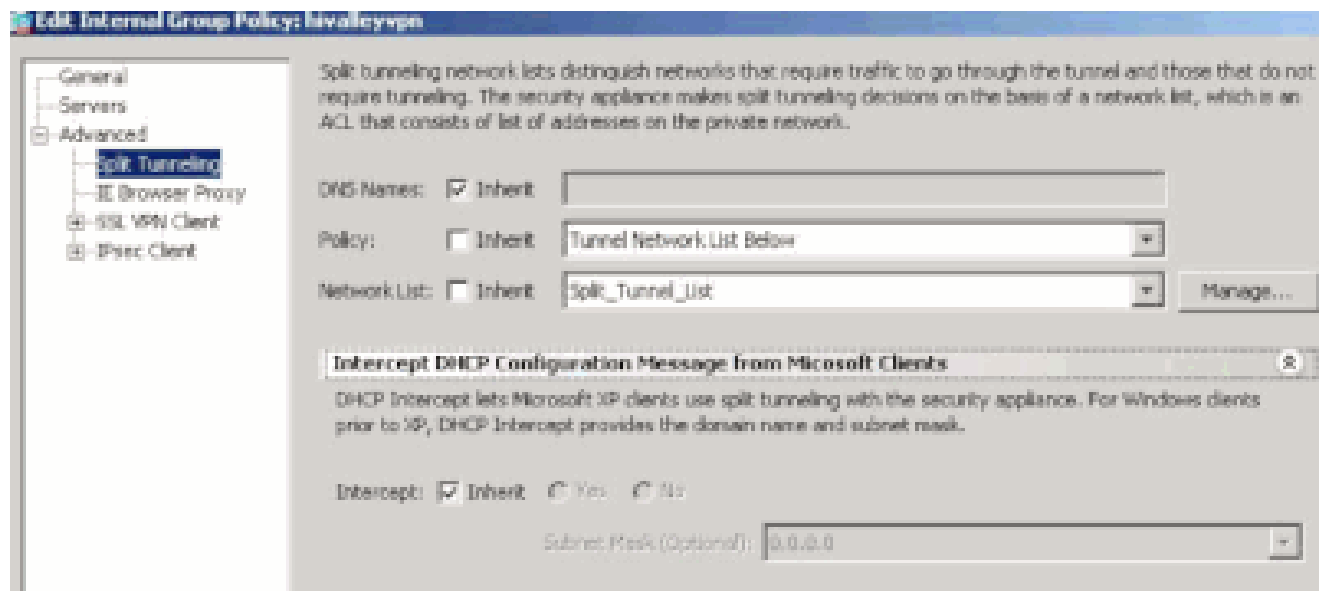 Edit Internal Group Policy: hivalleyvpn
General
Servers
Advanced
Split Tunneling
IE Browser Proxy
SSL VPN Client
IPsec Client
Split tunneling network lists distinguish networks that require traffic to go through the tunnel and those that do not
require tunneling. The security appliance makes split tunneling decisions on the basis of a network list, which is an
ACL that consists of list of addresses on the private network.
DNS Names: Inherit
Policy: Inherit Tunnel Network List Below
Network List: Inherit Split_Tunnel_List Manage...
Intercept DHCP Configuration Message from Micosoft Clients
DHCP Intercept lets Microsoft XP clients use split tunneling with the security appliance. For Windows clients
prior to XP, DHCP Intercept provides the domain name and subnet mask.
Intercept: Inherit Yes No
Subnet Mask (Optional): 0.0.0.0